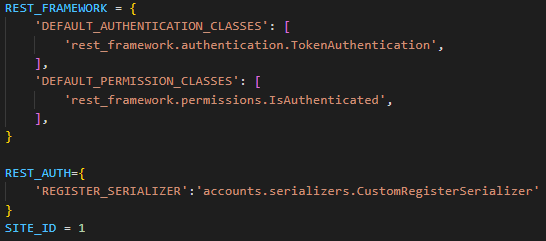 REST_FRAMEWORK = {
    'DEFAULT_AUTHENTICATION_CLASSES': [
        'rest_framework.authentication.TokenAuthentication',
    ],
    'DEFAULT_PERMISSION_CLASSES': [
        'rest_framework.permissions.IsAuthenticated',
    ],
}

REST_AUTH={
    'REGISTER_SERIALIZER':'accounts.serializers.CustomRegisterSerializer'
}
SITE_ID = 1